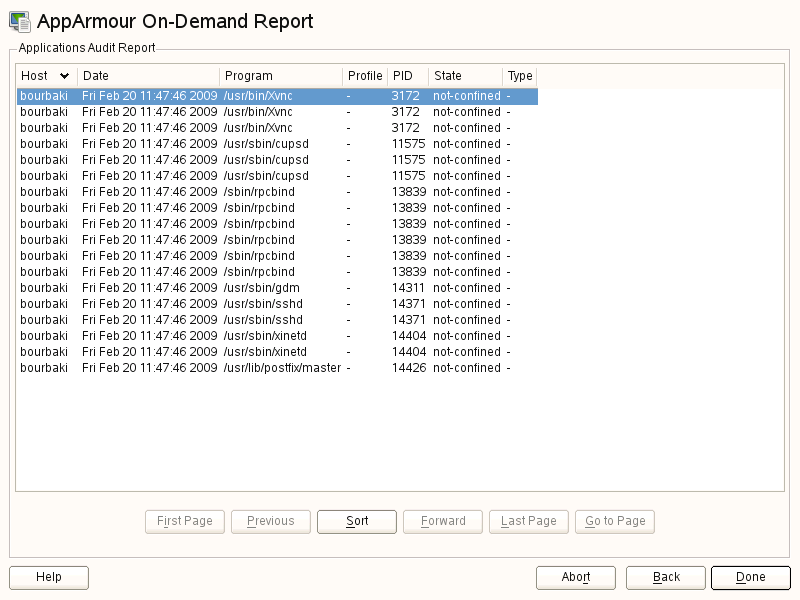 AppArmour On-Demand Report
Applications Audit Report
Host Date Program Profile PID State Type
bourbaki Fri Feb 20 11:47:46 2009 /usr/bin/Xvnc - 3172 not-confined -
bourbaki Fri Feb 20 11:47:46 2009 /usr/bin/Xvnc - 3172 not-confined -
bourbaki Fri Feb 20 11:47:46 2009 /usr/bin/Xvnc - 3172 not-confined -
bourbaki Fri Feb 20 11:47:46 2009 /usr/sbin/cupsd - 11575 not-confined -
bourbaki Fri Feb 20 11:47:46 2009 /usr/sbin/cupsd - 11575 not-confined -
bourbaki Fri Feb 20 11:47:46 2009 /usr/sbin/cupsd - 11575 not-confined -
bourbaki Fri Feb 20 11:47:46 2009 /sbin/rpcbind - 13839 not-confined -
bourbaki Fri Feb 20 11:47:46 2009 /sbin/rpcbind - 13839 not-confined -
bourbaki Fri Feb 20 11:47:46 2009 /sbin/rpcbind - 13839 not-confined -
bourbaki Fri Feb 20 11:47:46 2009 /sbin/rpcbind - 13839 not-confined -
bourbaki Fri Feb 20 11:47:46 2009 /sbin/rpcbind - 13839 not-confined -
bourbaki Fri Feb 20 11:47:46 2009 /sbin/rpcbind - 13839 not-confined -
bourbaki Fri Feb 20 11:47:46 2009 /usr/sbin/gdm - 14311 not-confined -
bourbaki Fri Feb 20 11:47:46 2009 /usr/sbin/sshd - 14371 not-confined -
bourbaki Fri Feb 20 11:47:46 2009 /usr/sbin/sshd - 14371 not-confined -
bourbaki Fri Feb 20 11:47:46 2009 /usr/sbin/xinetd - 14404 not-confined -
bourbaki Fri Feb 20 11:47:46 2009 /usr/sbin/xinetd - 14404 not-confined -
bourbaki Fri Feb 20 11:47:46 2009 /usr/lib/postfix/master - 14426 not-confined -
First Page Previous Sort Forward Last Page Go to Page
Help Abort Back Done